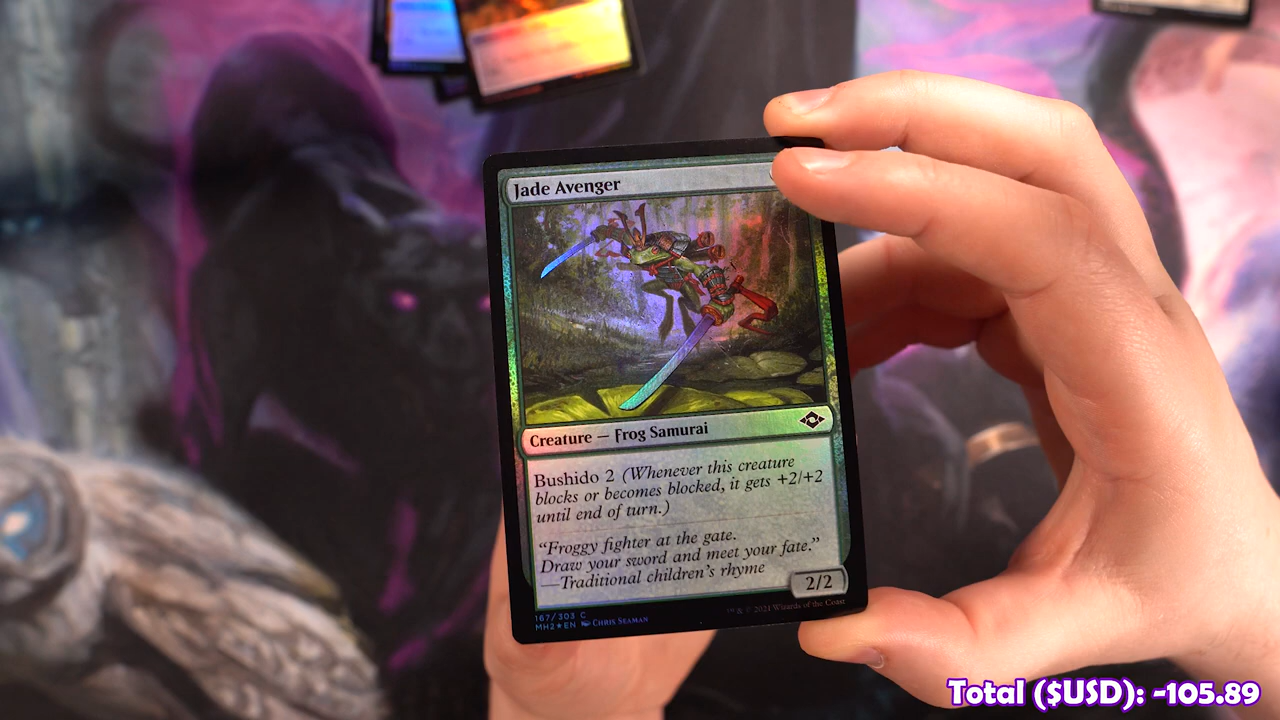 Jade Avenger
Creature — Frog Samurai
Bushido 2 (Whenever this creature
blocks or becomes blocked, it gets +2/+2
until end of turn.)
“Froggy fighter at the gate.
Draw your sword and meet your fate.”
—Traditional children’s rhyme
2/2
167/303 C
MH2★EN Chris Seaman
™ & © 2021 Wizards of the Coast
Total ($USD): -105.89